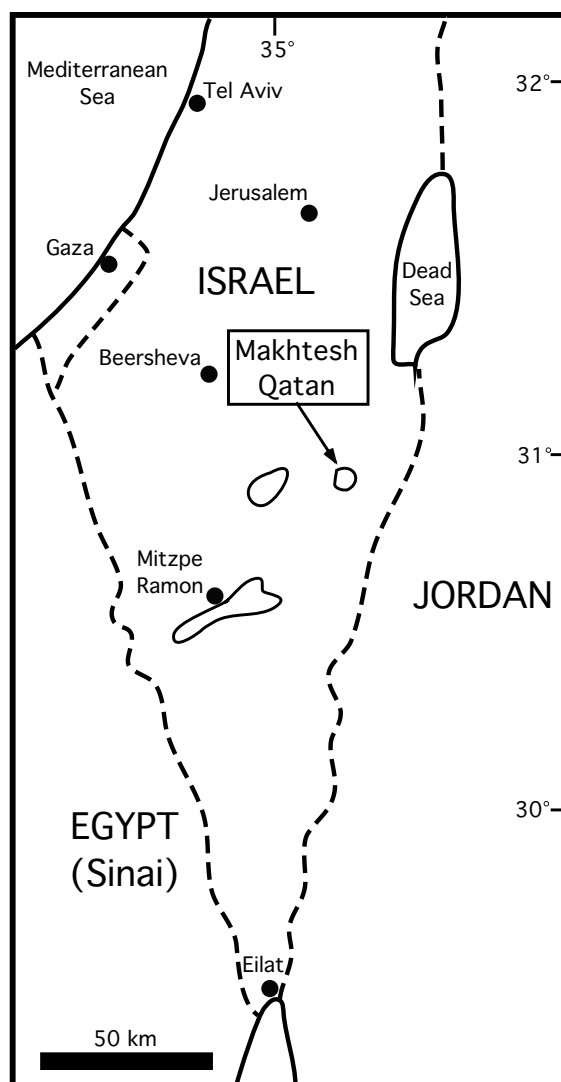 35°
Mediterranean
Sea
Tel Aviv
32°
Jerusalem
Gaza
ISRAEL
Dead
Sea
Beersheva
Makhtesh
Qatan
31°
Mitzpe
Ramon
JORDAN
30°
EGYPT
(Sinai)
Eilat
50 km